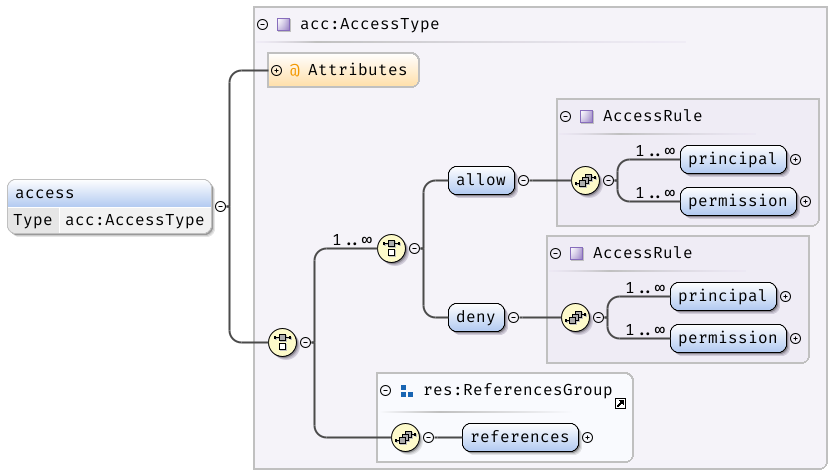 acc:AccessType
@ Attributes
AccessRule
1..∞
principal
allow
1..∞
permission
access
Type acc:AccessType
1..∞
AccessRule
1..∞
principal
deny
1..∞
permission
res:ReferencesGroup
references